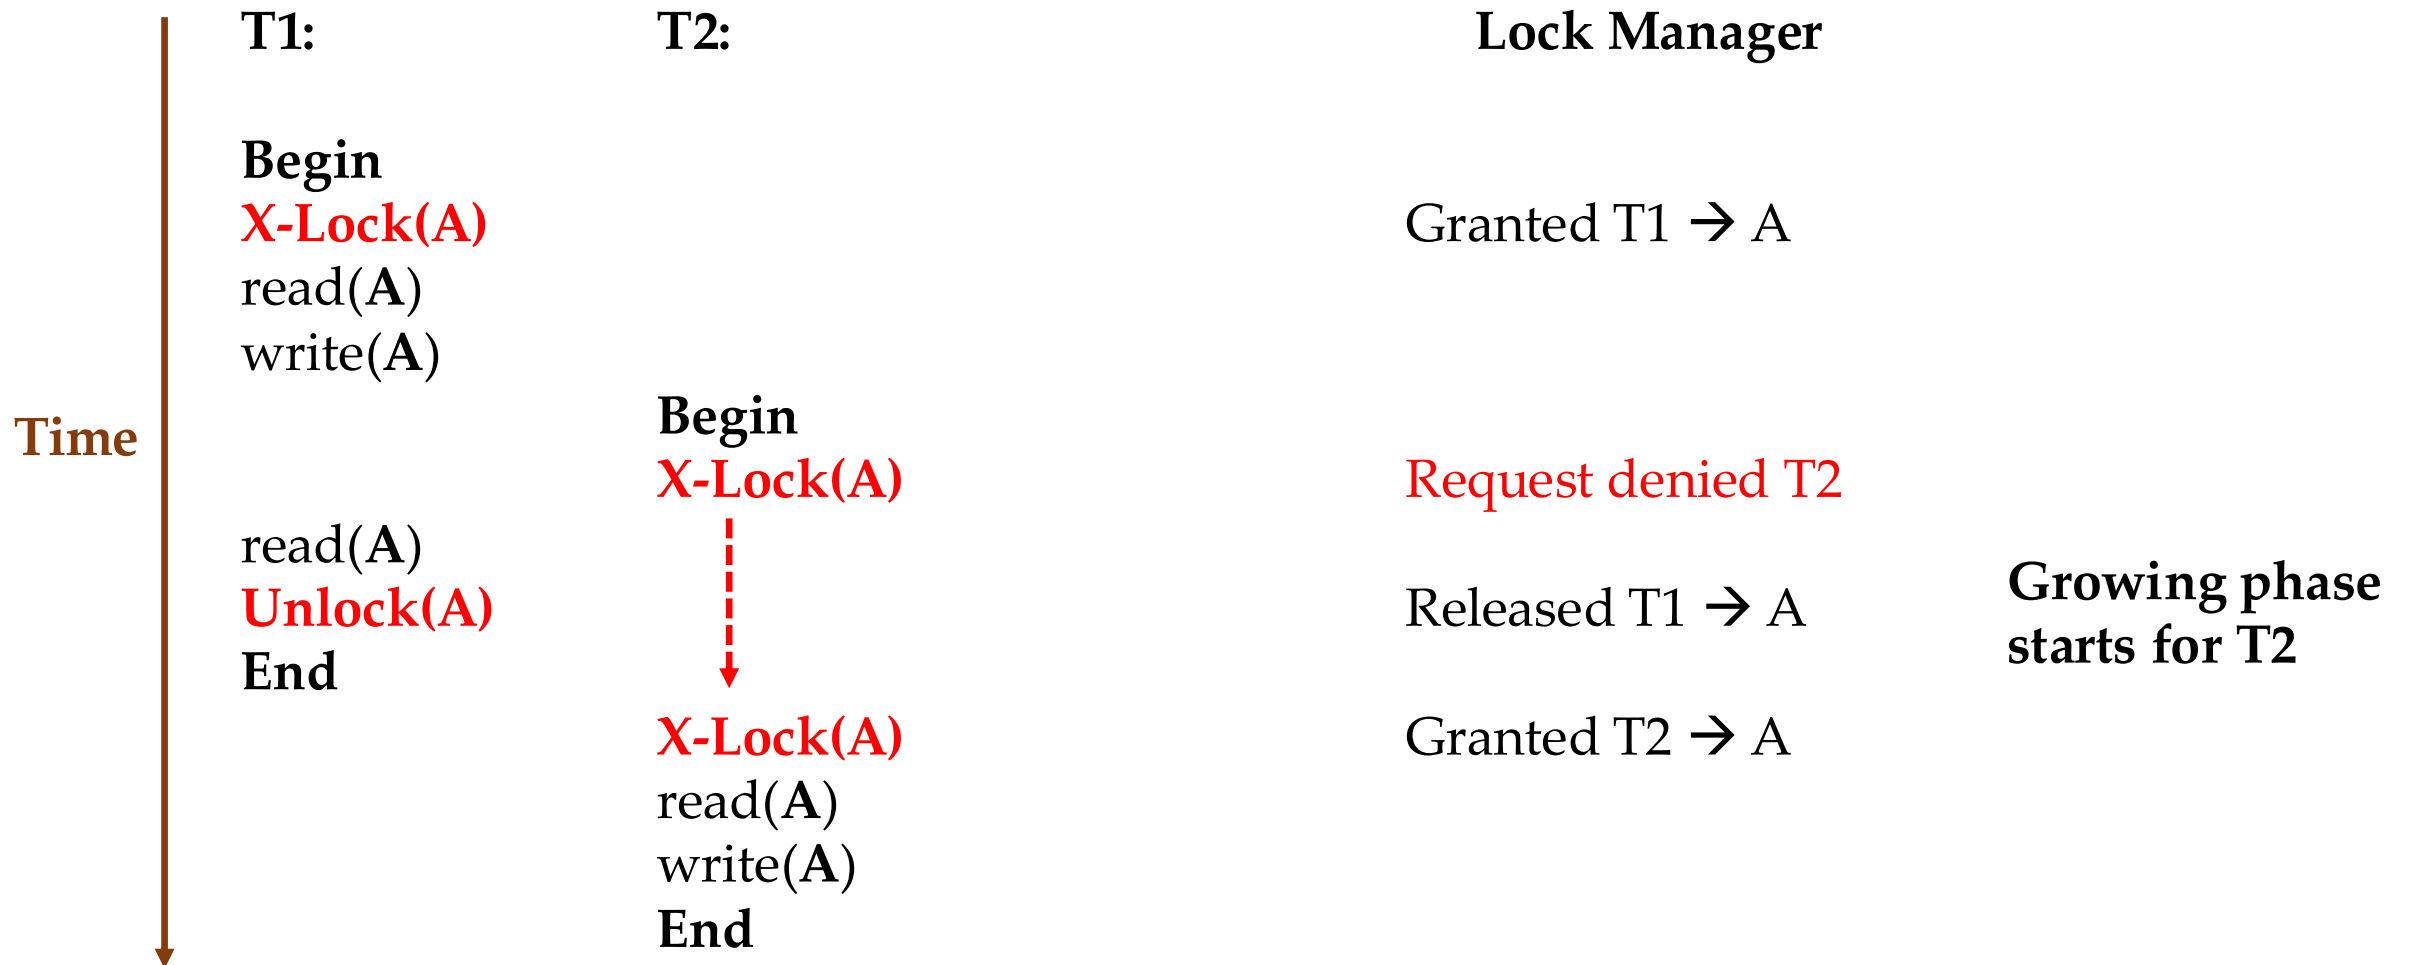 T1: T2: Lock Manager
Begin
X-Lock(A) Granted T1 → A
read(A)
write(A)
Begin
Time
X-Lock(A) Request denied T2
read(A)
Unlock(A) Released T1 → A
Growing phase
starts for T2
End
X-Lock(A) Granted T2 → A
read(A)
write(A)
End